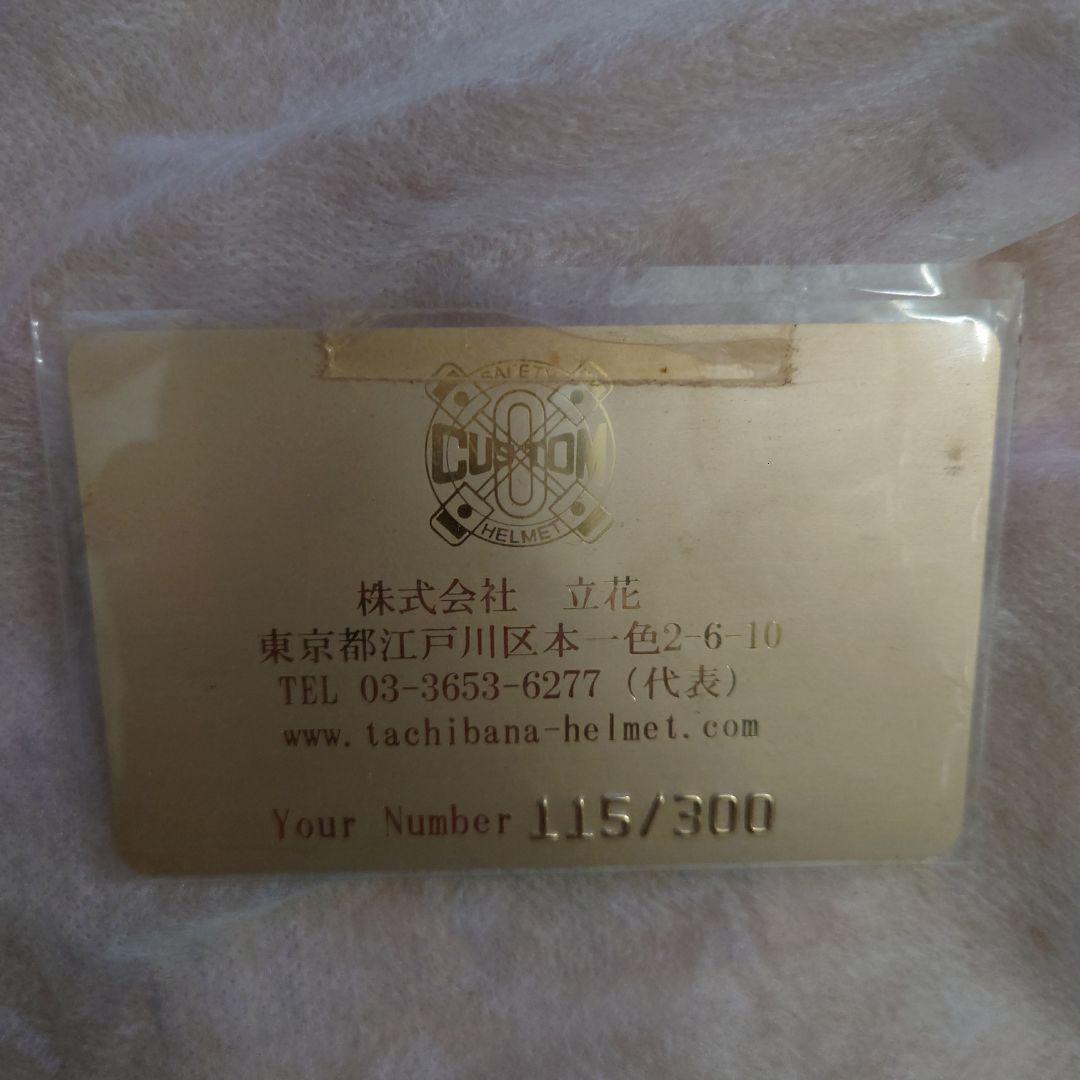 SAFETY
CUSTOM
HELMET
株式会社 立花
東京都江戸川区本一色2-6-10
TEL 03-3653-6277 (代表)
www.tachibana-helmet.com
Your Number 115/300